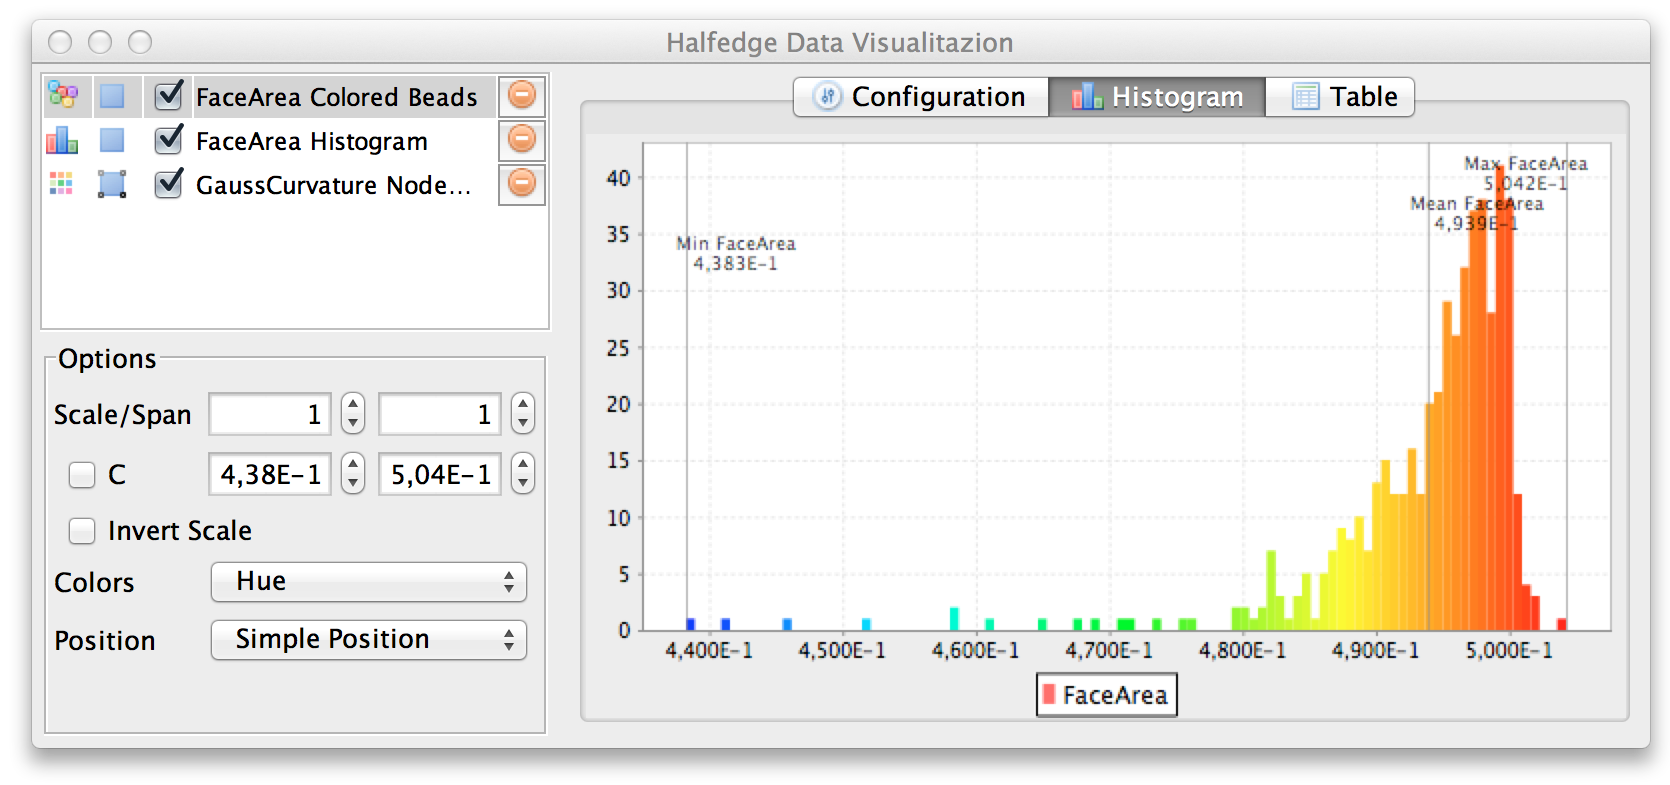 Halfedge Data Visualitazion
FaceArea Colored Beads
FaceArea Histogram
GaussCurvature Node...
Options
Scale/Span 1 1
C 4,38E-1 5,04E-1
Invert Scale
Colors Hue
Position Simple Position
Configuration Histogram Table
Max FaceArea
5,042E-1
Mean FaceArea
4,939E-1
Min FaceArea
4,383E-1
40
35
30
25
20
15
10
5
0
4,400E-1 4,500E-1 4,600E-1 4,700E-1 4,800E-1 4,900E-1 5,000E-1
FaceArea